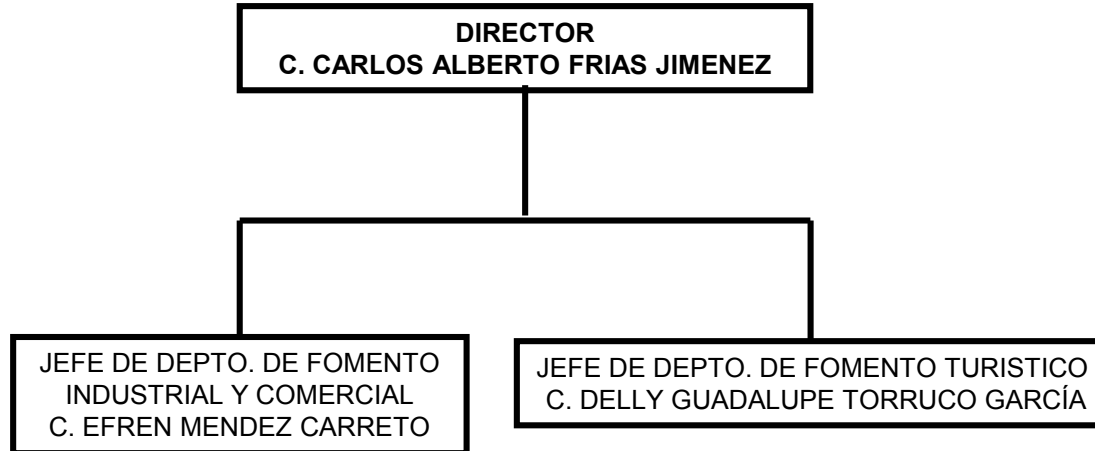 DIRECTOR
C. CARLOS ALBERTO FRIAS JIMENEZ
JEFE DE DEPTO. DE FOMENTO
INDUSTRIAL Y COMERCIAL
C. EFREN MENDEZ CARRETO
JEFE DE DEPTO. DE FOMENTO TURISTICO
C. DELLY GUADALUPE TORRUCO GARCÍA